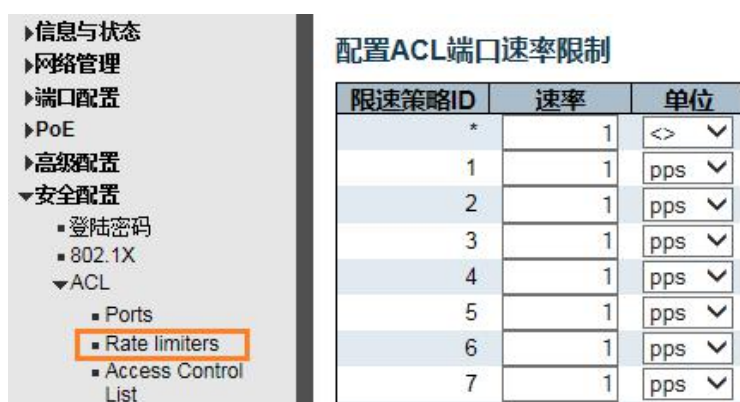 ▸信息与状态
▸网络管理
▸端口配置
▸PoE
▸高级配置
▾安全配置
▪登陆密码
▪802.1X
▾ACL
▪Ports
▪Rate limiters
▪Access Control
List
配置ACL端口速率限制
限速策略ID 速率 单位
* 1 <>
1 1 pps
2 1 pps
3 1 pps
4 1 pps
5 1 pps
6 1 pps
7 1 pps